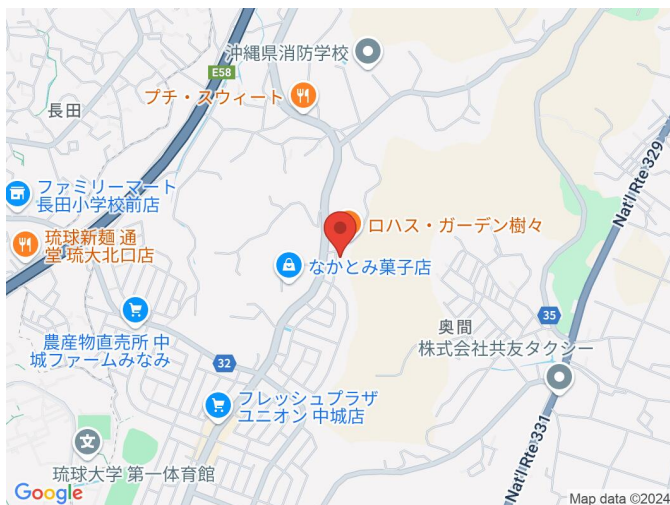 沖縄県消防学校
E58
プチ・スウィート
長田
Nat'l Rte 329
ファミリーマート
長田小学校前店
ロハス・ガーデン樹々
琉球新麺 通
堂 琉大北口店
なかとみ菓子店
農産物直売所 中
城ファームみなみ
35
奥間
株式会社共友タクシー
32
フレッシュプラザ
ユニオン 中城店
琉球大学 第一体育館
Nat'l Rte 331
Google
Map data ©2024